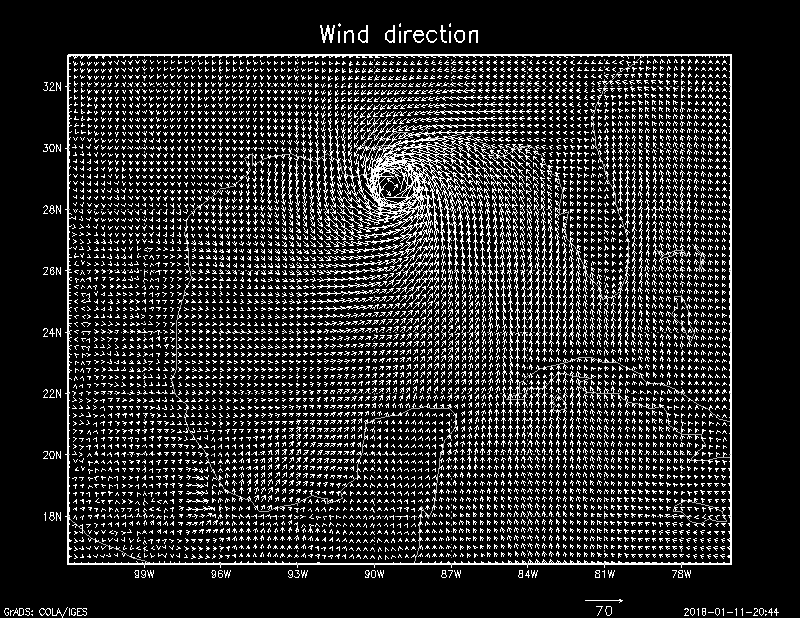 Wind direction
32N
30N
28N
26N
24N
22N
20N
18N
99W 96W 93W 90W 87W 84W 81W 78W
GrADS: COLA/IGES
70
2018-01-11-20:44